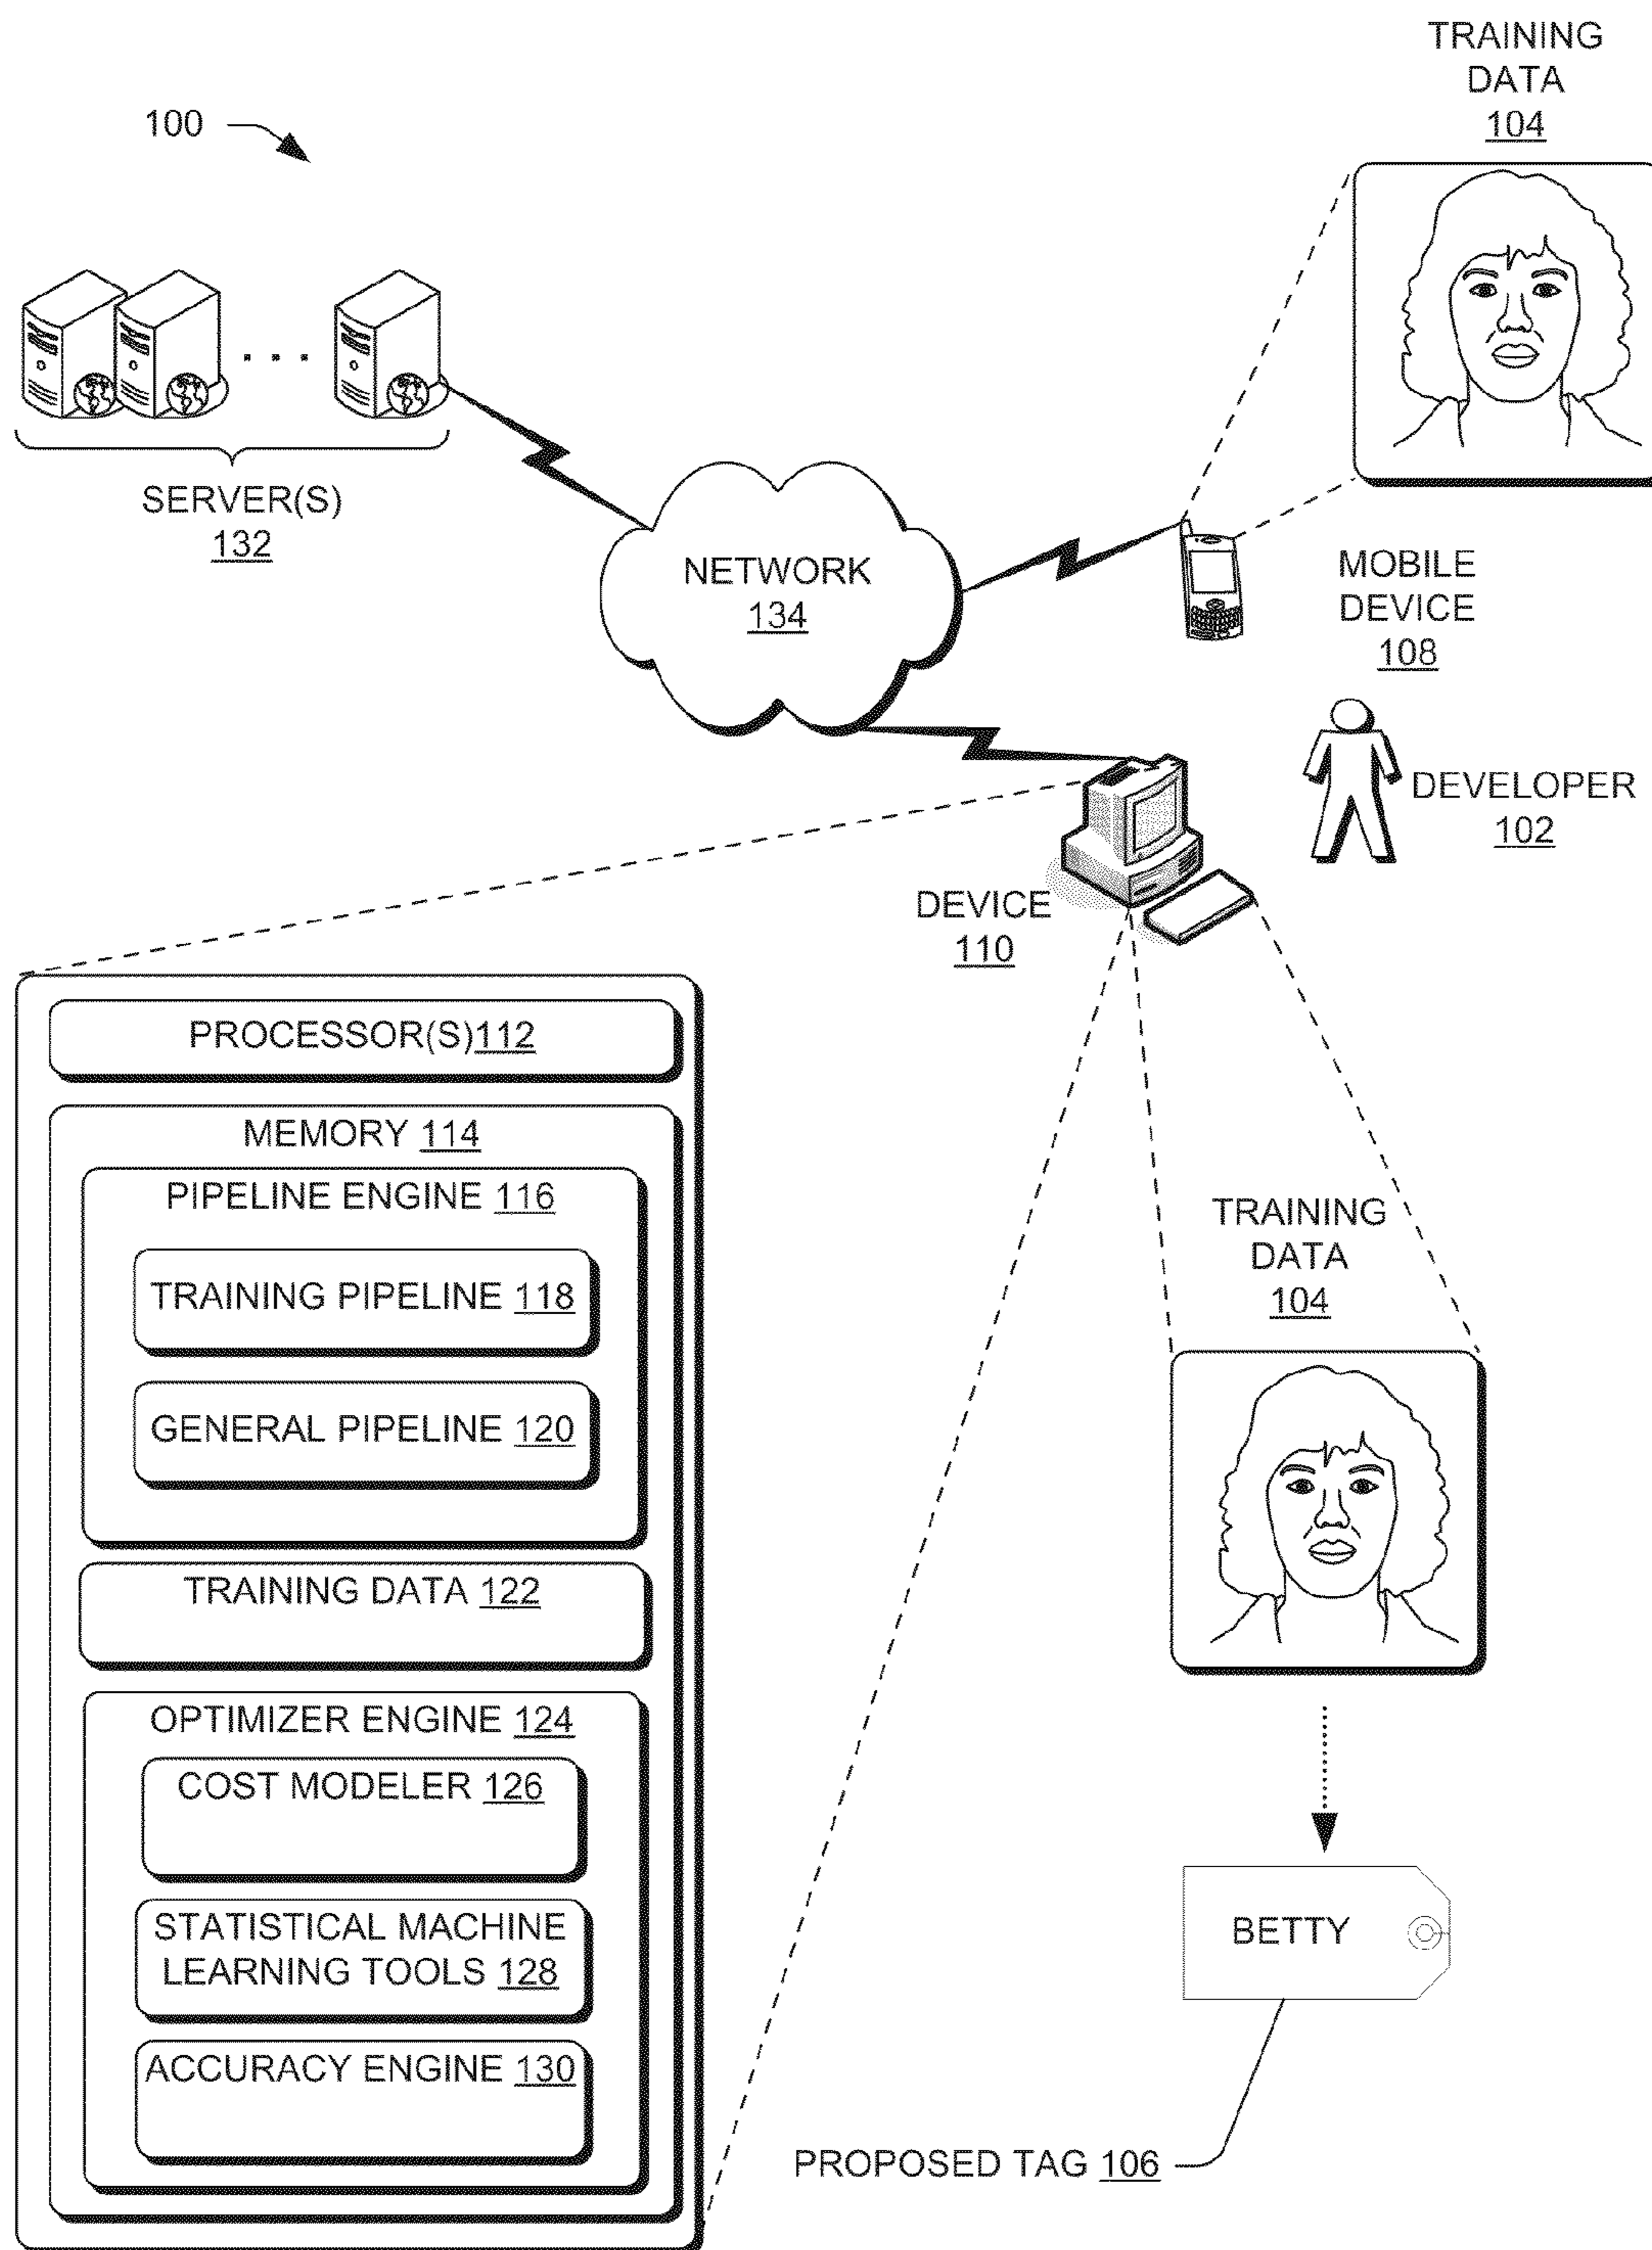 100
TRAINING
DATA
104
SERVER(S)
132
NETWORK
134
MOBILE
DEVICE
108
DEVELOPER
102
DEVICE
110
PROCESSOR(S)112
MEMORY 114
PIPELINE ENGINE 116
TRAINING PIPELINE 118
GENERAL PIPELINE 120
TRAINING DATA 122
OPTIMIZER ENGINE 124
COST MODELER 126
STATISTICAL MACHINE
LEARNING TOOLS 128
ACCURACY ENGINE 130
TRAINING
DATA
104
BETTY
PROPOSED TAG 106